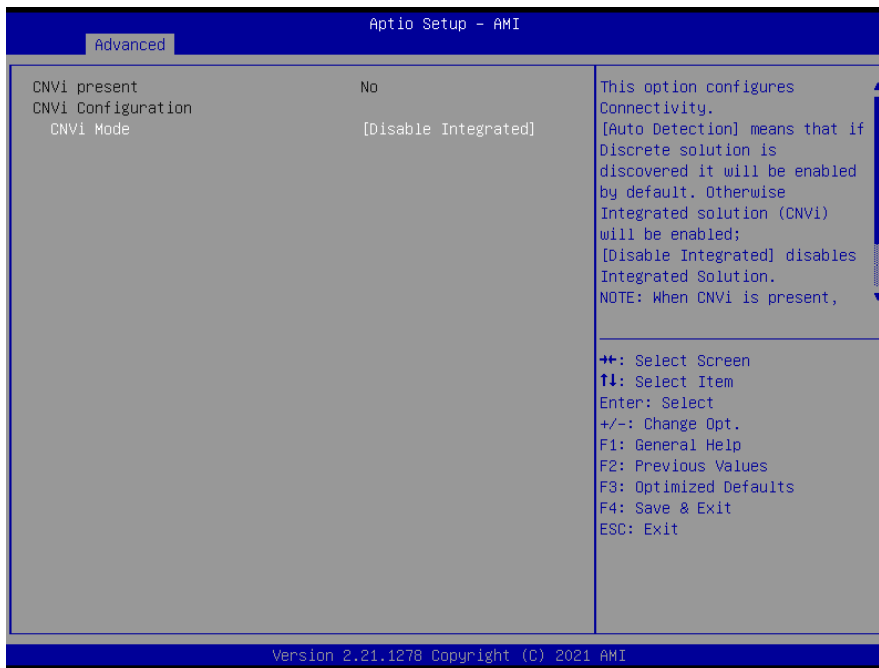 Aptio Setup – AMI
Advanced
CNVi present No
CNVi Configuration
CNVi Mode [Disable Integrated]
This option configures
Connectivity.
[Auto Detection] means that if
Discrete solution is
discovered it will be enabled
by default. Otherwise
Integrated solution (CNVi)
will be enabled;
[Disable Integrated] disables
Integrated Solution.
NOTE: When CNVi is present,
→←: Select Screen
↑↓: Select Item
Enter: Select
+/-: Change Opt.
F1: General Help
F2: Previous Values
F3: Optimized Defaults
F4: Save & Exit
ESC: Exit
Version 2.21.1278 Copyright (C) 2021 AMI